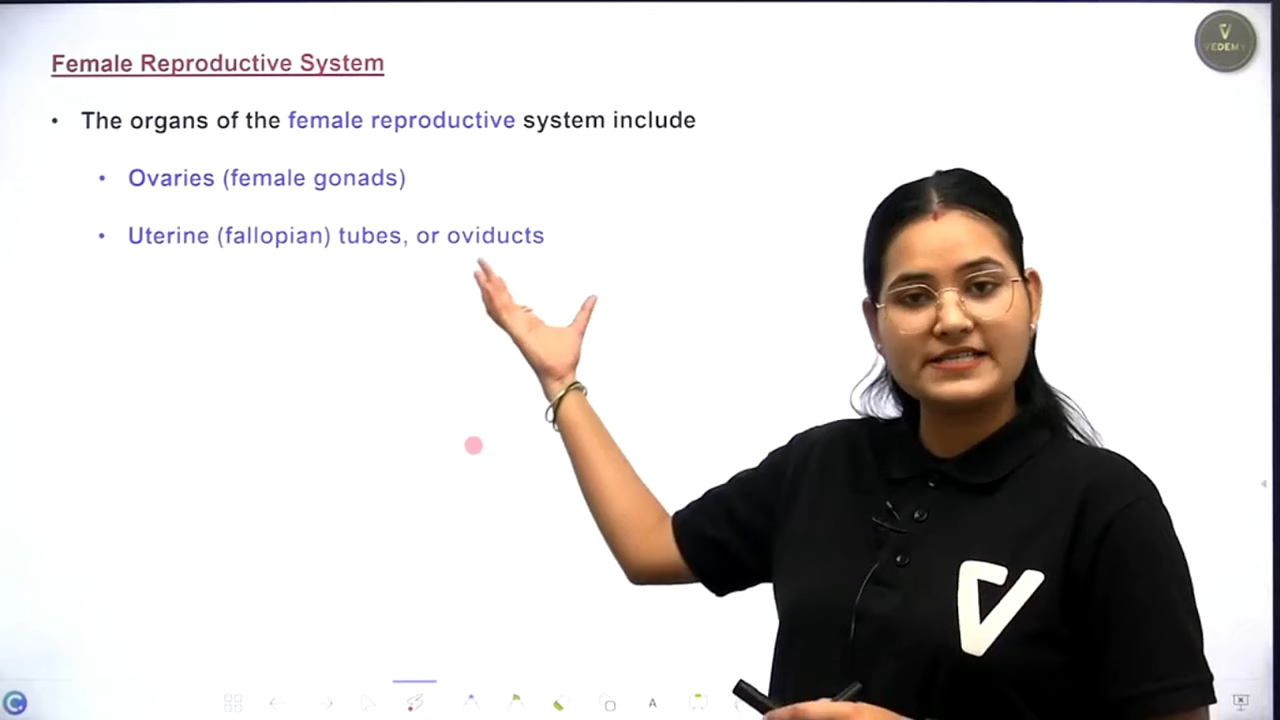 Female Reproductive System
VEDEMY
• The organs of the female reproductive system include
• Ovaries (female gonads)
• Uterine (fallopian) tubes, or oviducts
V
A